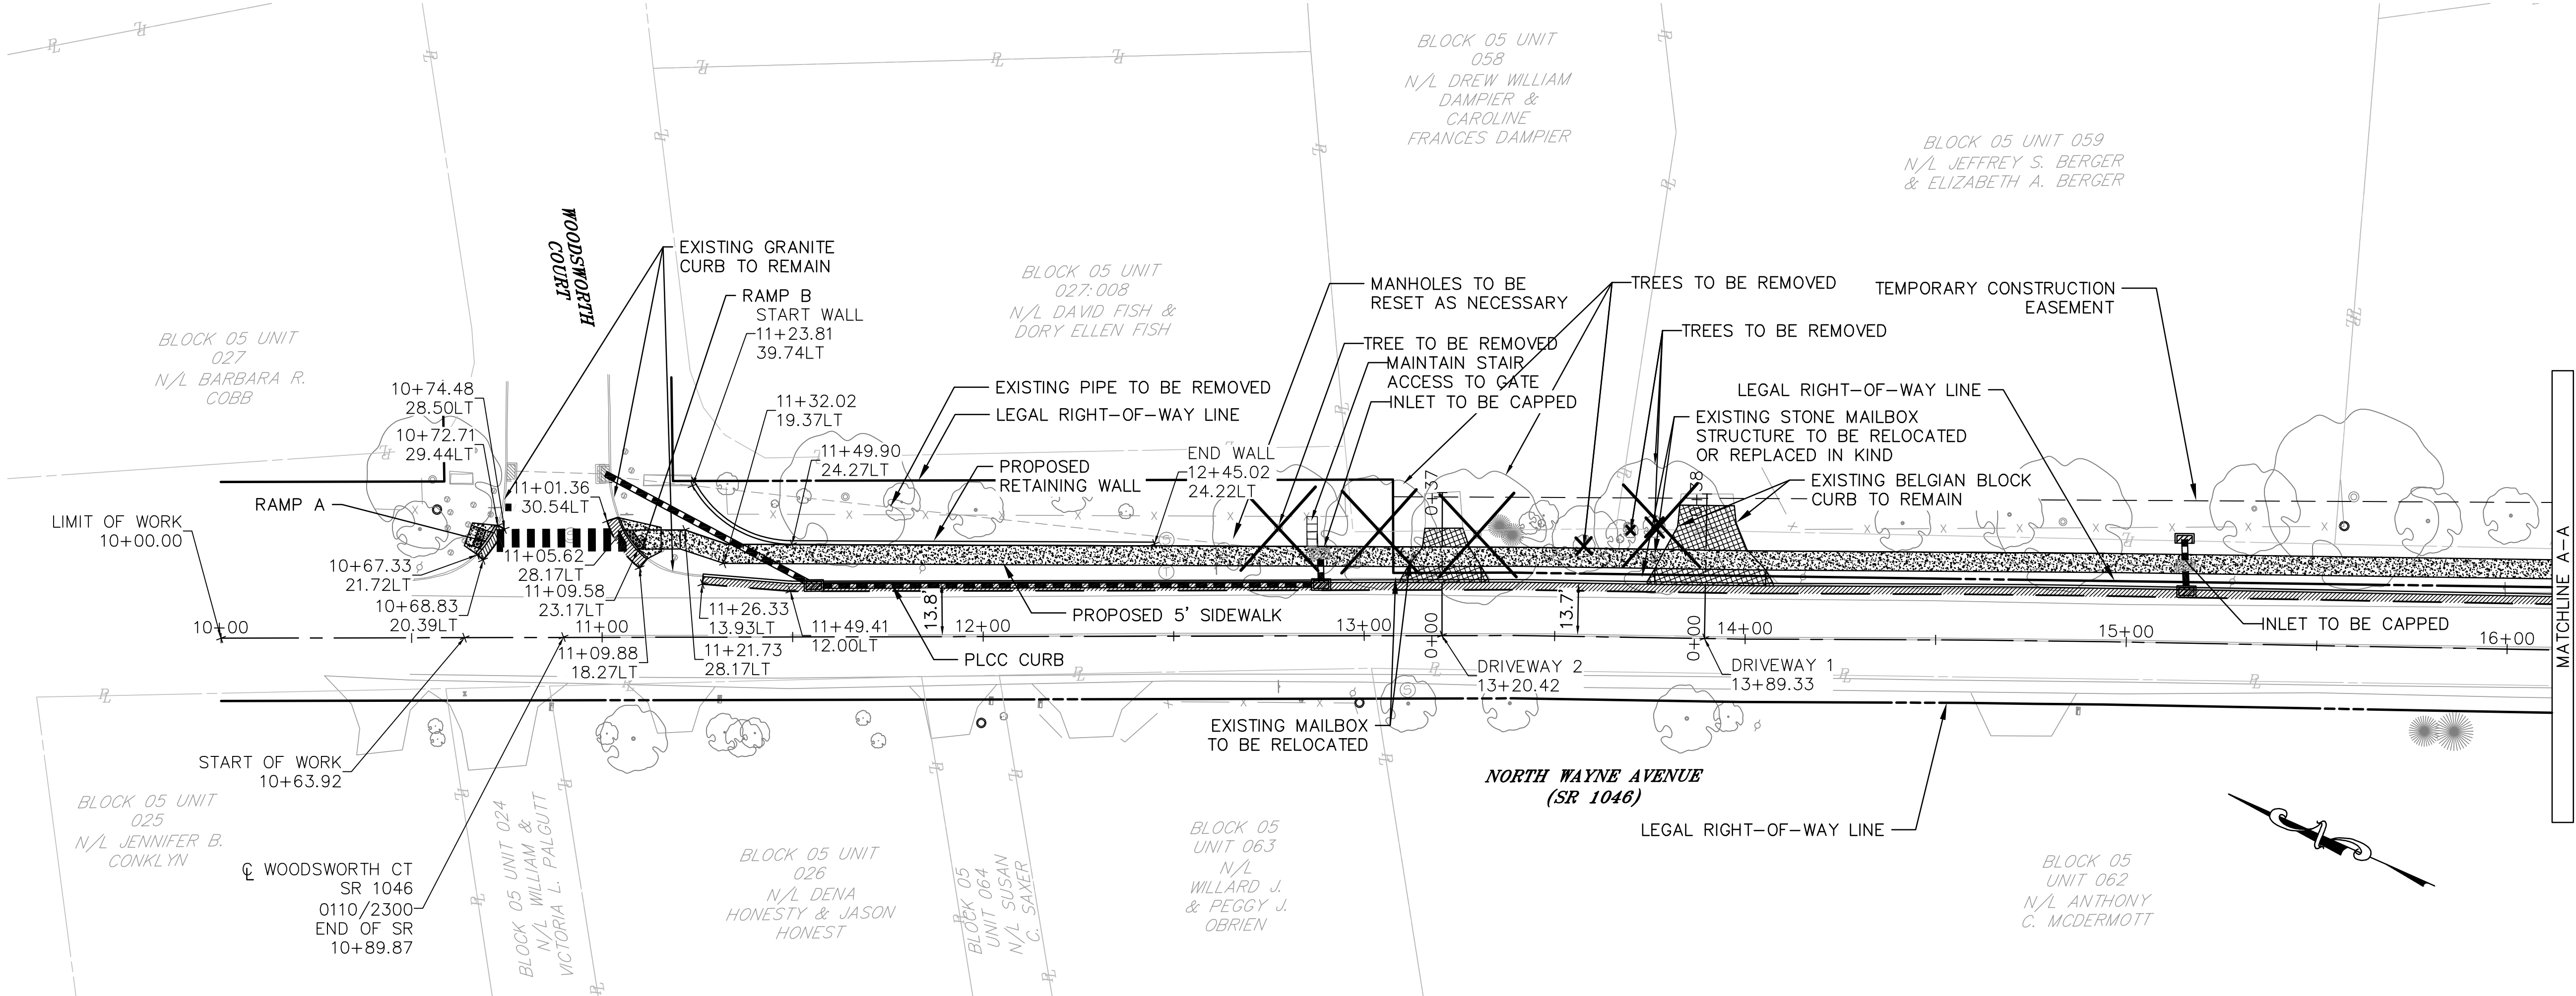 BLOCK 05 UNIT
058
N/L DREW WILLIAM
DAMPIER &
CAROLINE
FRANCES DAMPIER
BLOCK 05 UNIT 059
N/L JEFFREY S. BERGER
& ELIZABETH A. BERGER
WOODSWORTH
COURT
EXISTING GRANITE
CURB TO REMAIN
BLOCK 05 UNIT
027:008
N/L DAVID FISH &
DORY ELLEN FISH
RAMP B
START WALL
11+23.81
39.74LT
MANHOLES TO BE
RESET AS NECESSARY
TREES TO BE REMOVED
TEMPORARY CONSTRUCTION
EASEMENT
TREES TO BE REMOVED
BLOCK 05 UNIT
027
N/L BARBARA R.
COBB
TREE TO BE REMOVED
MAINTAIN STAIR
ACCESS TO GATE
INLET TO BE CAPPED
LEGAL RIGHT-OF-WAY LINE
EXISTING PIPE TO BE REMOVED
LEGAL RIGHT-OF-WAY LINE
10+74.48
28.50LT
10+72.71
29.44LT
11+32.02
19.37LT
11+49.90
24.27LT
END WALL
12+45.02
24.22LT
PROPOSED
RETAINING WALL
EXISTING STONE MAILBOX
STRUCTURE TO BE RELOCATED
OR REPLACED IN KIND
EXISTING BELGIAN BLOCK
CURB TO REMAIN
0+37
0+38
11+01.36
30.54LT
RAMP A
LIMIT OF WORK
10+00.00
10+67.33
21.72LT
11+05.62
28.17LT
11+09.58
23.17LT
10+68.83
20.39LT
11+26.33
13.93LT
11+49.41
12.00LT
13.8'
PROPOSED 5' SIDEWALK
13.7'
INLET TO BE CAPPED
MATCHLINE A-A
10+00
11+00
12+00
13+00
14+00
15+00
16+00
0+00
0+00
11+09.88
18.27LT
11+21.73
28.17LT
PLCC CURB
DRIVEWAY 2
13+20.42
DRIVEWAY 1
13+89.33
EXISTING MAILBOX
TO BE RELOCATED
START OF WORK
10+63.92
NORTH WAYNE AVENUE
(SR 1046)
LEGAL RIGHT-OF-WAY LINE
BLOCK 05 UNIT
025
N/L JENNIFER B.
CONKLYN
℄ WOODSWORTH CT
SR 1046
0110/2300
END OF SR
10+89.87
BLOCK 05 UNIT 024
N/L WILLIAM &
VICTORIA L. PALGUTT
BLOCK 05 UNIT
026
N/L DENA
HONESTY & JASON
HONEST
BLOCK 05
UNIT 064
N/L SUSAN
C. SAXER
BLOCK 05
UNIT 063
N/L
WILLARD J.
& PEGGY J.
OBRIEN
BLOCK 05
UNIT 062
N/L ANTHONY
C. MCDERMOTT